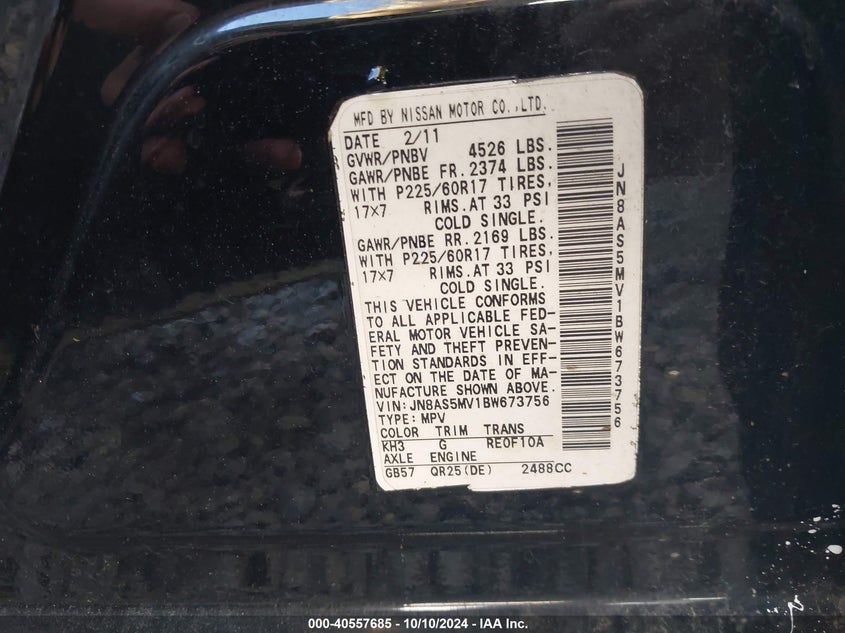 MFD BY NISSAN MOTOR CO.,LTD.
DATE 2/11
GVWR/PNBV 4526 LBS.
GAWR/PNBE FR. 2374 LBS.
WITH P225/60R17 TIRES,
17X7 RIMS.AT 33 PSI
COLD SINGLE.
GAWR/PNBE RR. 2169 LBS.
WITH P225/60R17 TIRES,
17X7 RIMS.AT 33 PSI
COLD SINGLE.
THIS VEHICLE CONFORMS
TO ALL APPLICABLE FED-
ERAL MOTOR VEHICLE SA-
FETY AND THEFT PREVEN-
TION STANDARDS IN EFF-
ECT ON THE DATE OF MA-
NUFACTURE SHOWN ABOVE.
VIN:JN8AS5MV1BW673756
TYPE:MPV
COLOR TRIM TRANS
KH3 G RE0F10A
AXLE ENGINE
GB57 QR25(DE) 2488CC
JN8AS5MV1BW673756
000-40557685 - 10/10/2024 - IAA Inc.